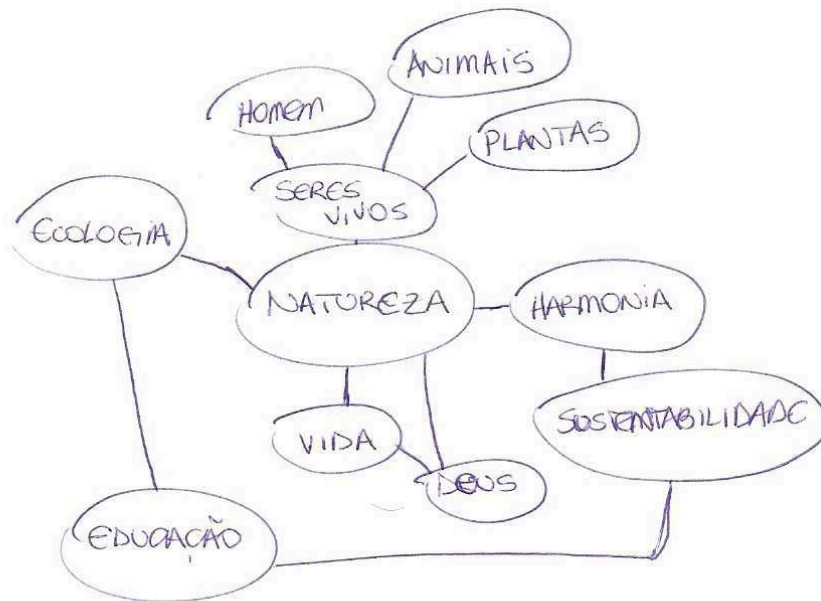 ANIMAIS
HOMEM
PLANTAS
SERES
VIVOS
ECOLOGIA
NATUREZA
HARMONIA
SUSTENTABILIDADE
VIDA
DEUS
EDUCAÇÃO